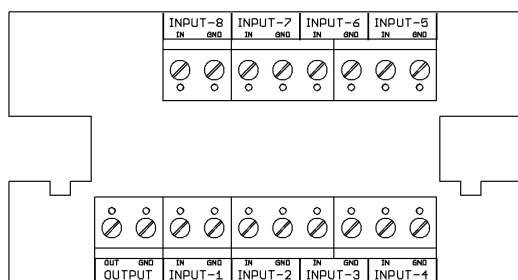 INPUT-8 INPUT-7 INPUT-6 INPUT-5
IN GND IN GND IN GND IN GND
OUT GND IN GND IN GND IN GND IN GND
OUTPUT INPUT-1 INPUT-2 INPUT-3 INPUT-4